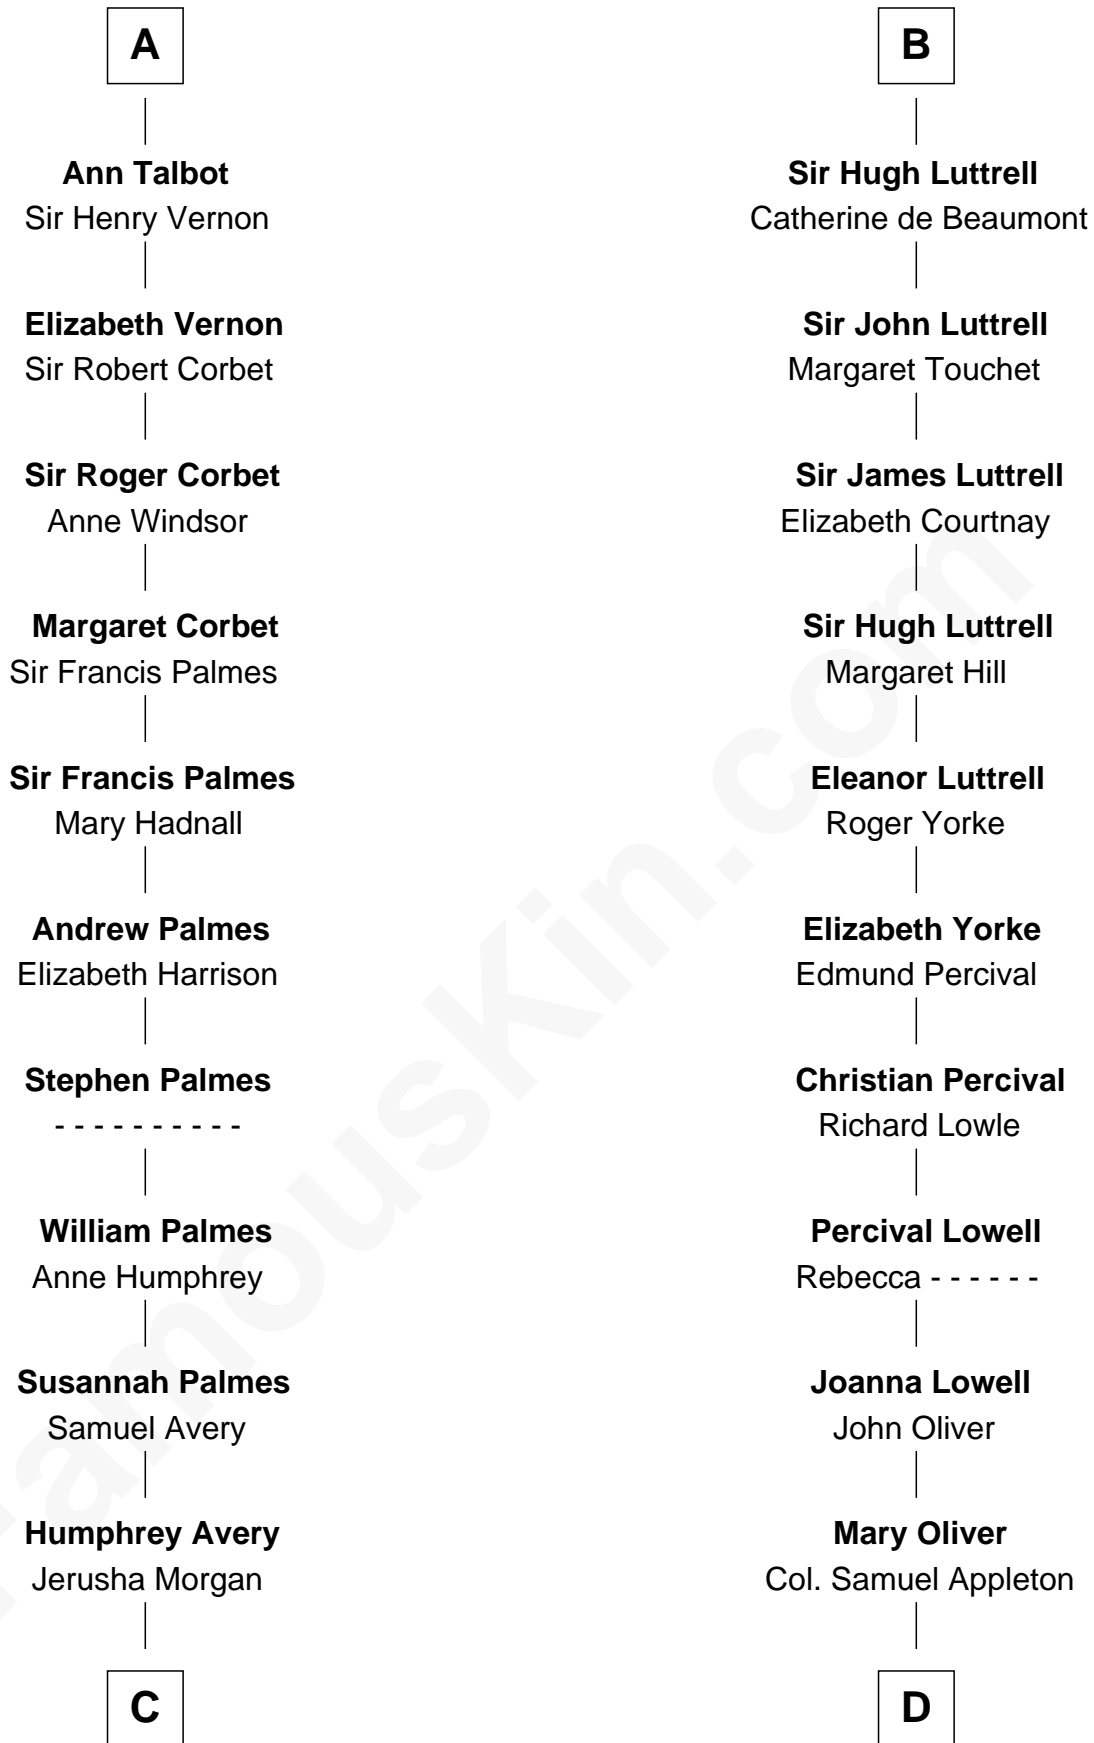 A
Ann Talbot
Sir Henry Vernon
Elizabeth Vernon
Sir Robert Corbet
Sir Roger Corbet
Anne Windsor
Margaret Corbet
Sir Francis Palmes
Sir Francis Palmes
Mary Hadnall
Andrew Palmes
Elizabeth Harrison
Stephen Palmes
- - - - - - - - - -
William Palmes
Anne Humphrey
Susannah Palmes
Samuel Avery
Humphrey Avery
Jerusha Morgan
C
B
Sir Hugh Luttrell
Catherine de Beaumont
Sir John Luttrell
Margaret Touchet
Sir James Luttrell
Elizabeth Courtnay
Sir Hugh Luttrell
Margaret Hill
Eleanor Luttrell
Roger Yorke
Elizabeth Yorke
Edmund Percival
Christian Percival
Richard Lowle
Percival Lowell
Rebecca - - - - - -
Joanna Lowell
John Oliver
Mary Oliver
Col. Samuel Appleton
D
FamousKin.com